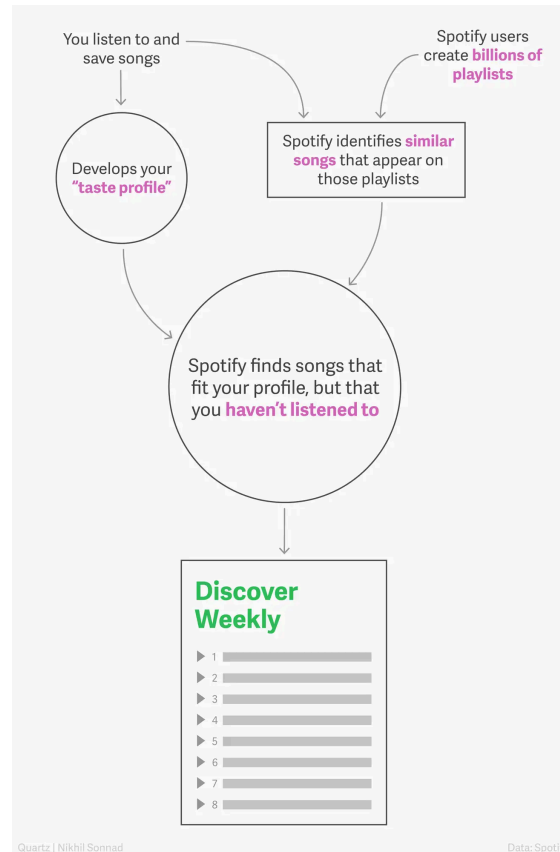 You listen to and
save songs
Spotify users
create billions of
playlists
Develops your
“taste profile”
Spotify identifies similar
songs that appear on
those playlists
Spotify finds songs that
fit your profile, but that
you haven’t listened to
Discover
Weekly
1
2
3
4
5
6
7
8
Quartz | Nikhil Sonnad
Data: Spoti